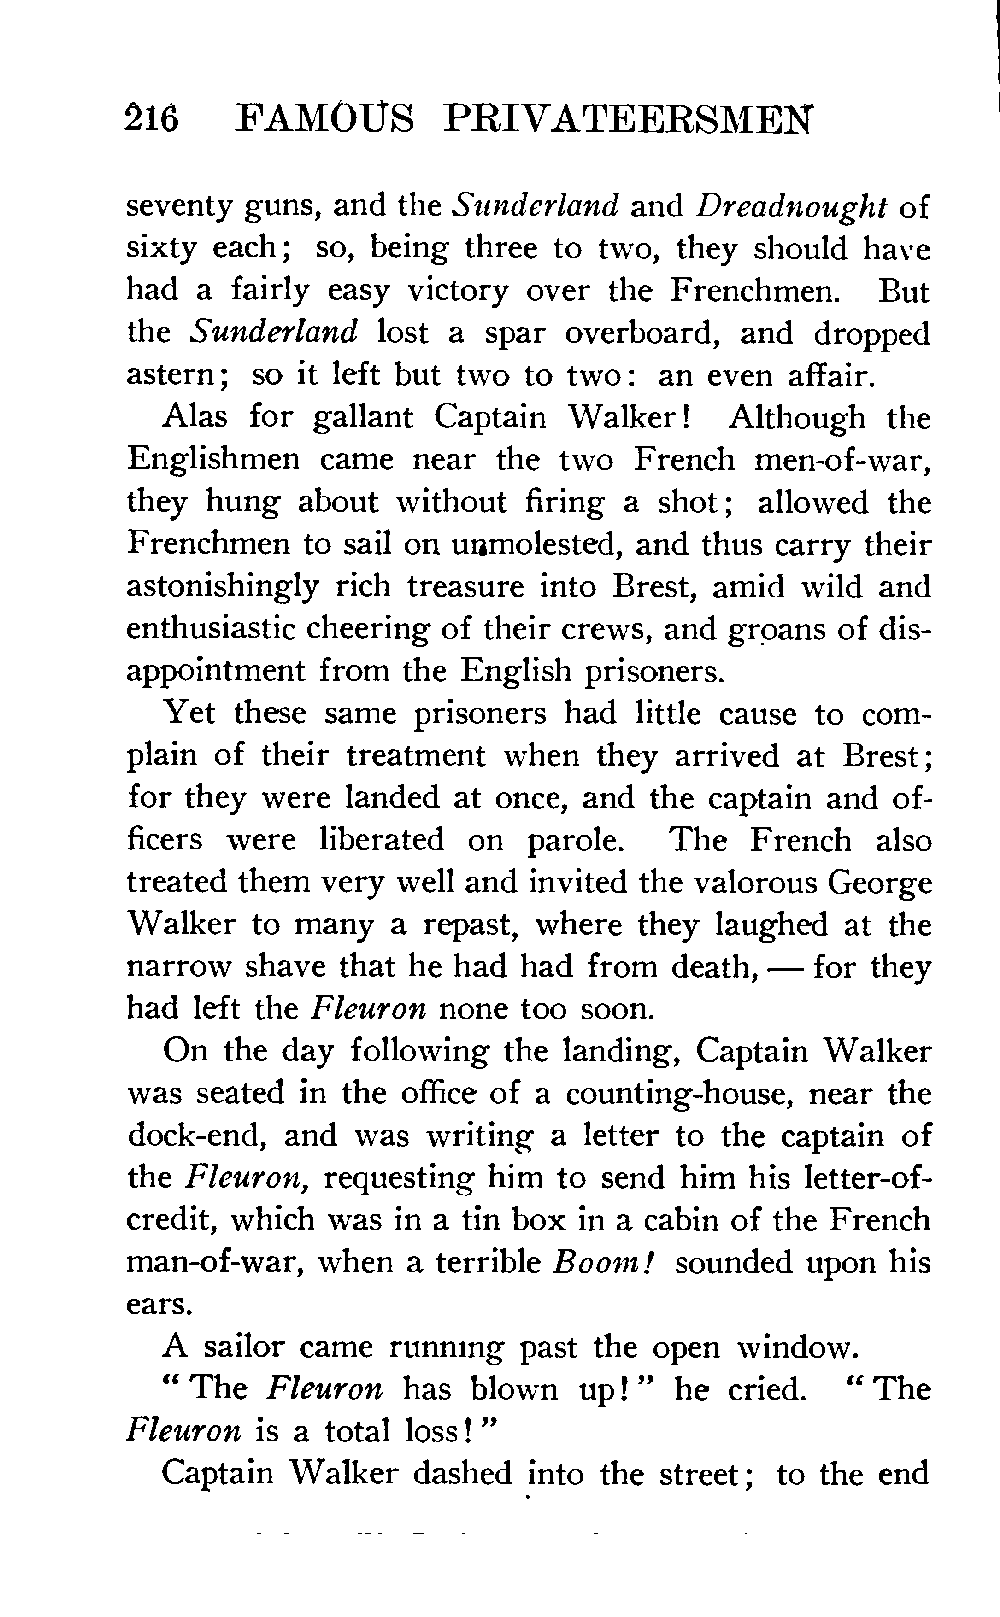 216 FAMOUS PRIVATEERSMEN
seventy guns, and the Sunderland and Dreadnought of
sixty each; so, being three to two, they should have
had a fairly easy victory over the Frenchmen. But
the Sunderland lost a spar overboard, and dropped
astern; so it left but two to two: an even affair.
Alas for gallant Captain Walker! Although the
Englishmen came near the two French men-of-war,
they hung about without firing a shot; allowed the
Frenchmen to sail on unmolested, and thus carry their
astonishingly rich treasure into Brest, amid wild and
enthusiastic cheering of their crews, and groans of dis-
appointment from the English prisoners.
Yet these same prisoners had little cause to com-
plain of their treatment when they arrived at Brest;
for they were landed at once, and the captain and of-
ficers were liberated on parole. The French also
treated them very well and invited the valorous George
Walker to many a repast, where they laughed at the
narrow shave that he had had from death, — for they
had left the Fleuron none too soon.
On the day following the landing, Captain Walker
was seated in the office of a counting-house, near the
dock-end, and was writing a letter to the captain of
the Fleuron, requesting him to send him his letter-of-
credit, which was in a tin box in a cabin of the French
man-of-war, when a terrible Boom! sounded upon his
ears.
A sailor came running past the open window.
“ The Fleuron has blown up! ” he cried. “ The
Fleuron is a total loss! ”
Captain Walker dashed into the street; to the end